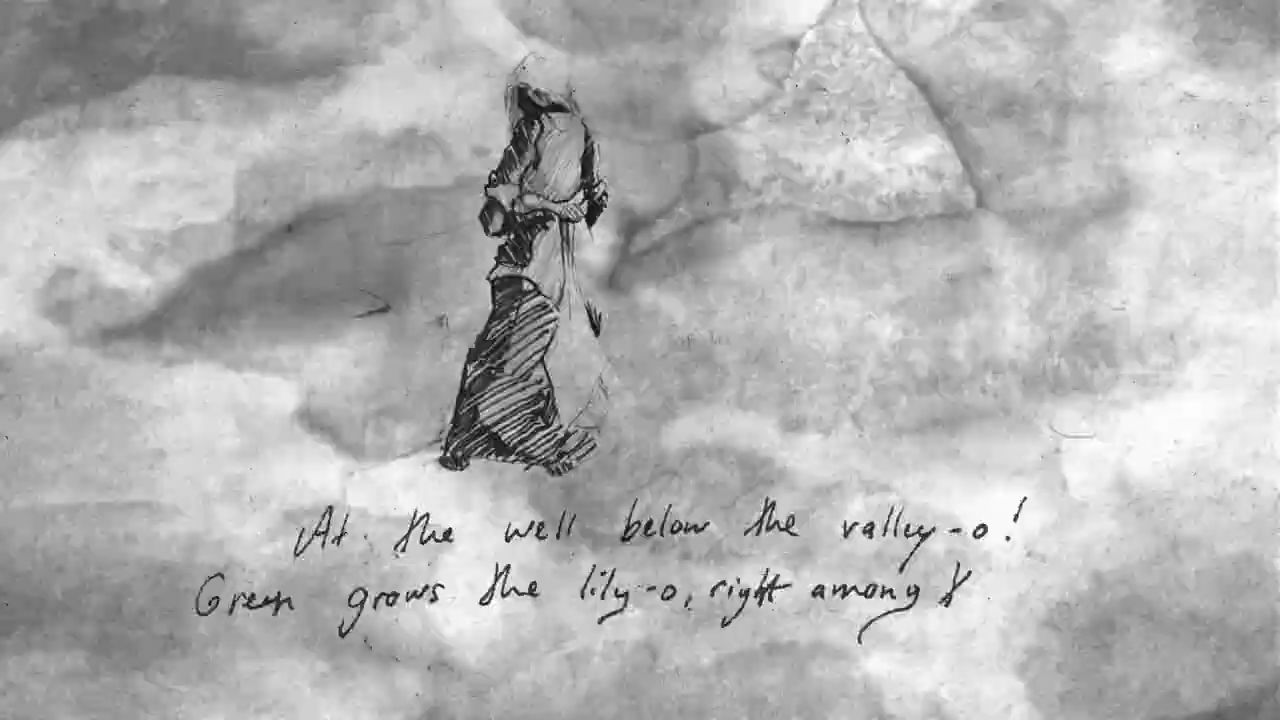 At the well below the valley-o!
Green grows the lily-o, right among